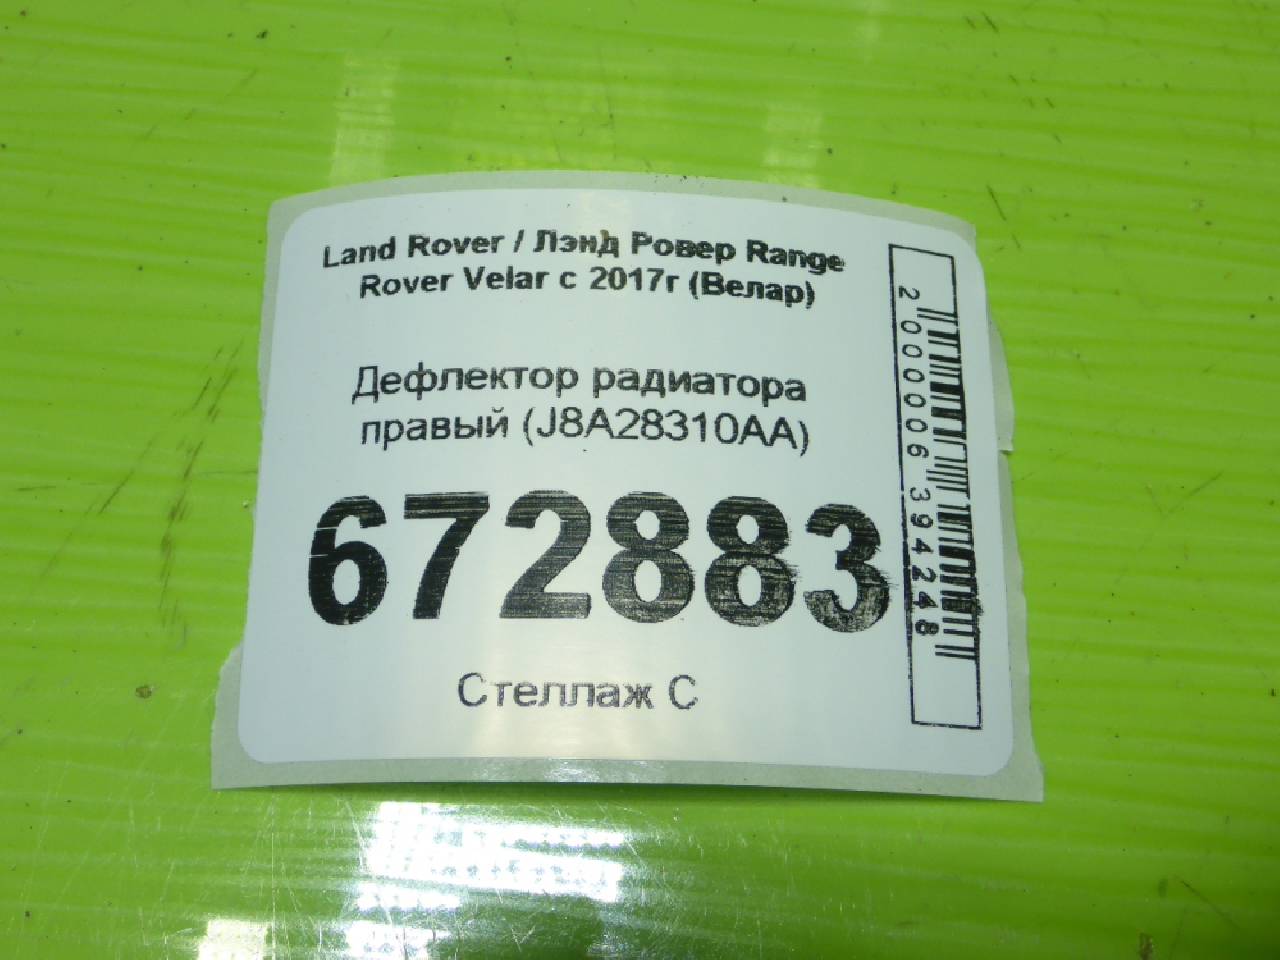 Land Rover / Лэнд Ровер Range
Rover Velar с 2017г (Велар)
Дефлектор радиатора
правый (J8A28310AA)
672883
Стеллаж С
2000006394248